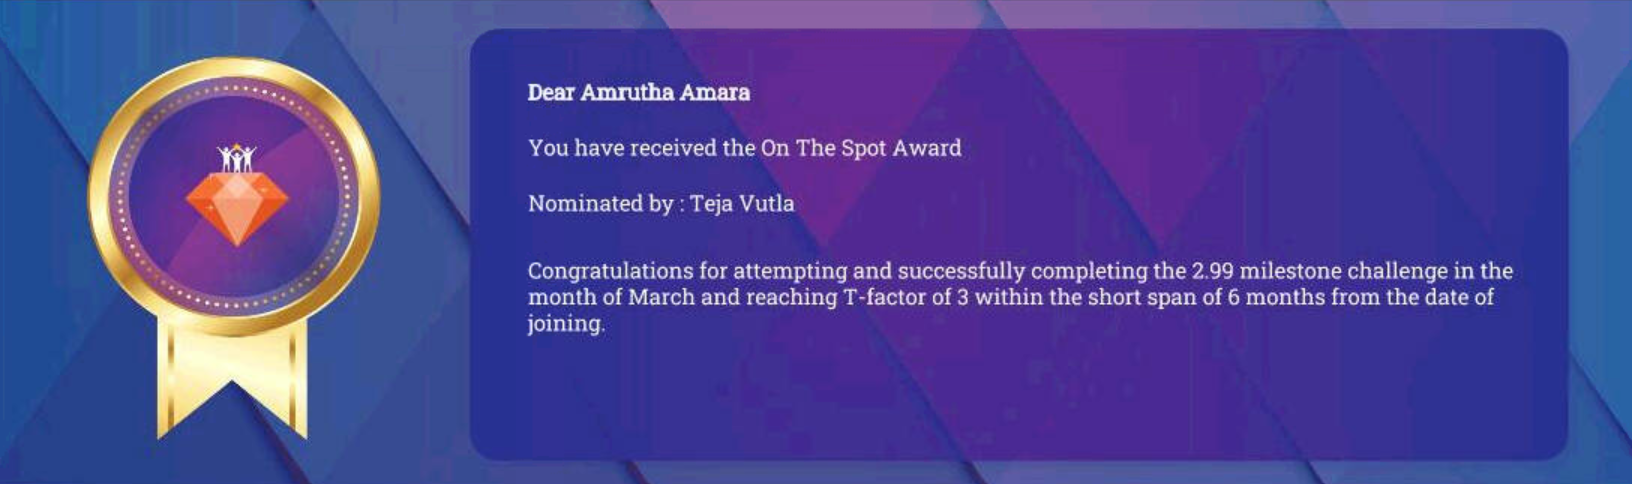 Dear Amrutha Amara
You have received the On The Spot Award
Nominated by : Teja Vutla
Congratulations for attempting and successfully completing the 2.99 milestone challenge in the
month of March and reaching T-factor of 3 within the short span of 6 months from the date of
joining.